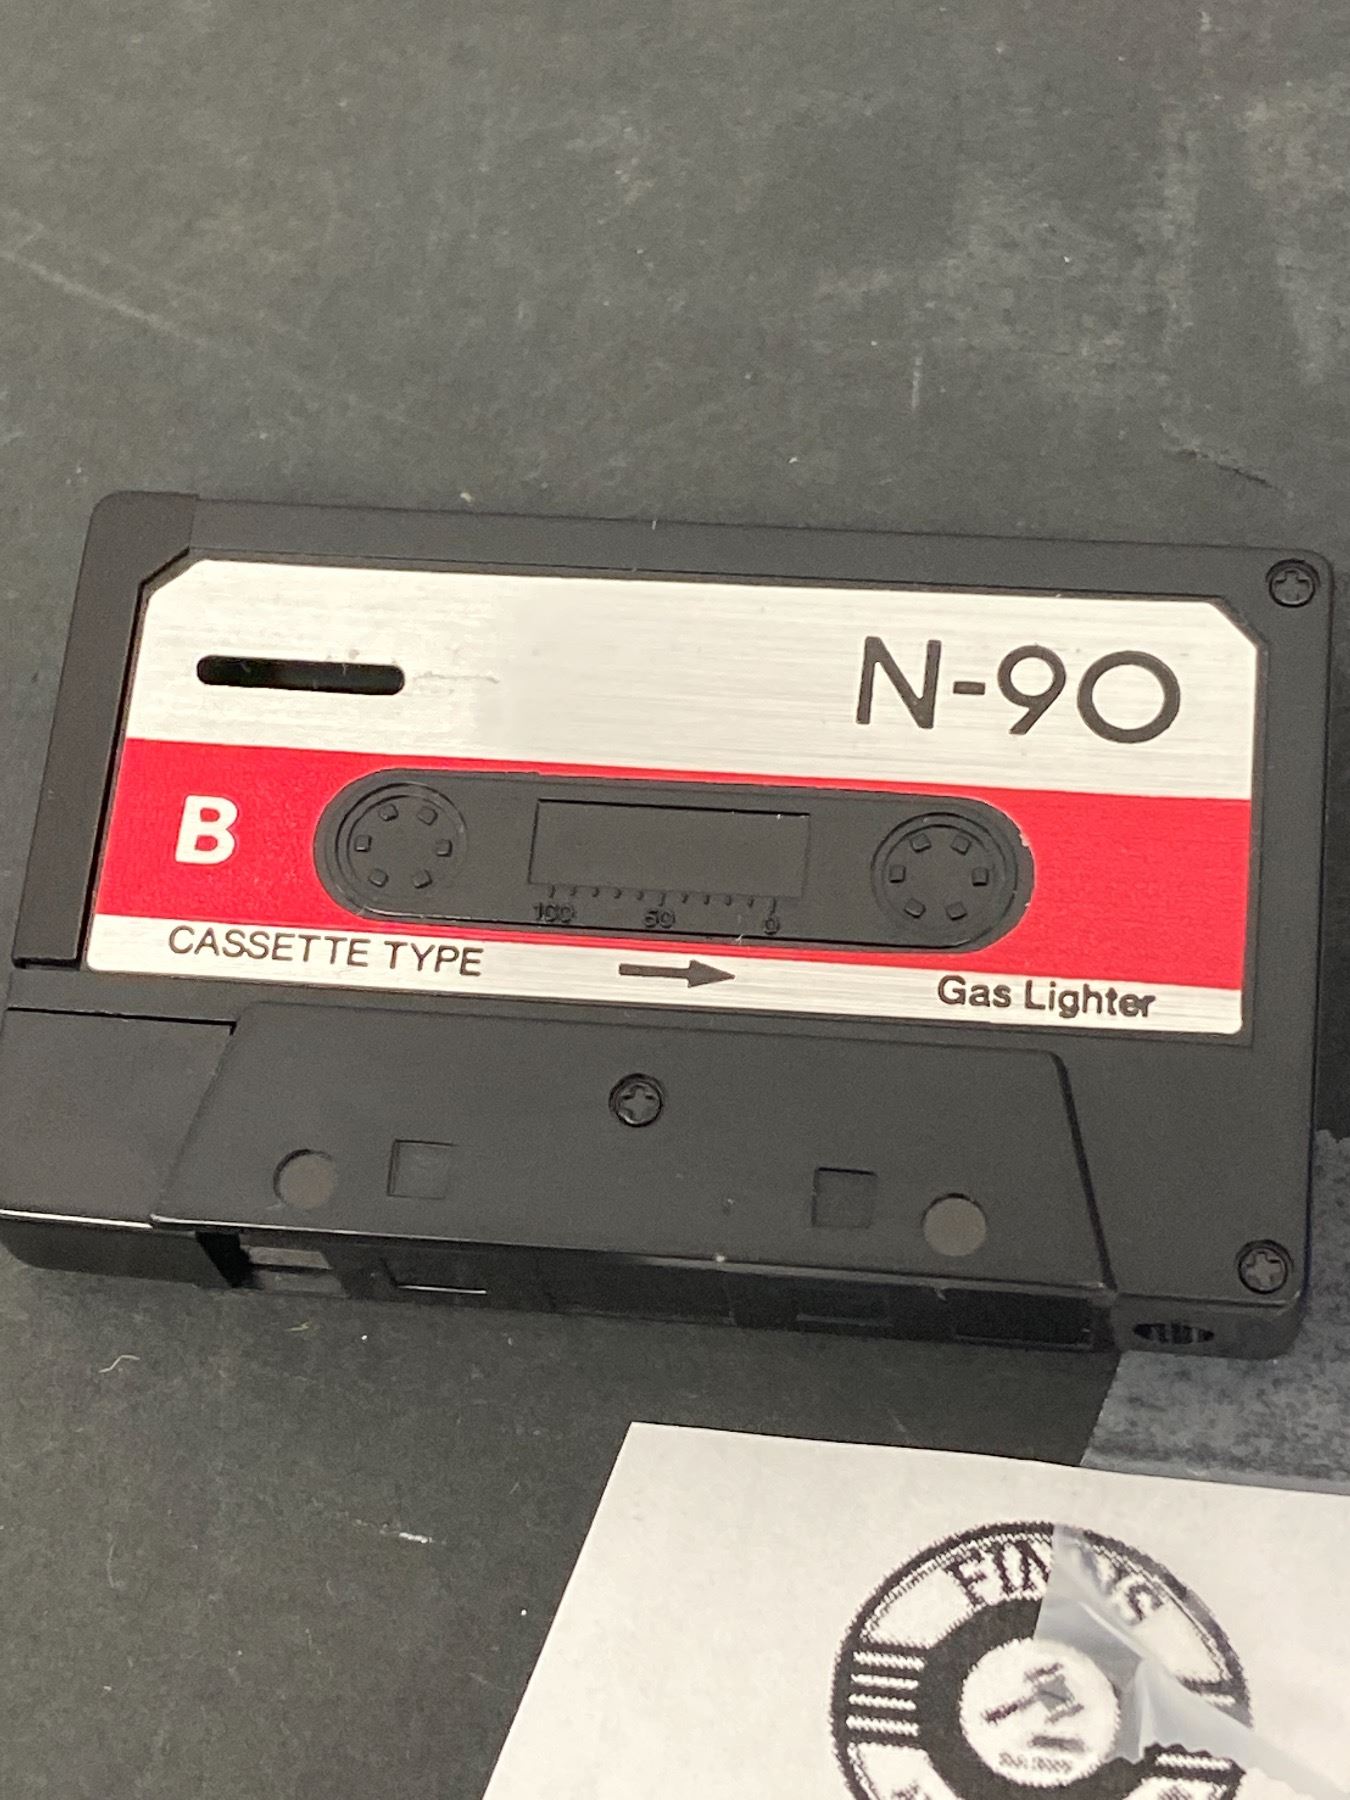 N-90
B
100 50 0
CASSETTE TYPE
Gas Lighter